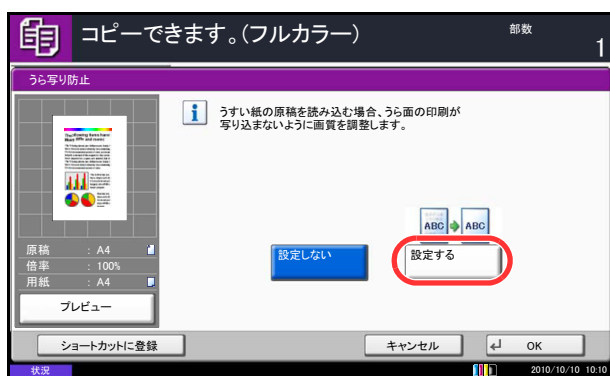 コピーできます。(フルカラー)
部数
1
うら写り防止
うすい紙の原稿を読み込む場合、うら面の印刷が
写り込まないように画質を調整します。
ABC ABC
設定しない
設定する
原稿 : A4
倍率 : 100%
用紙 : A4
プレビュー
ショートカットに登録
キャンセル
OK
状況
2010/10/10 10:10